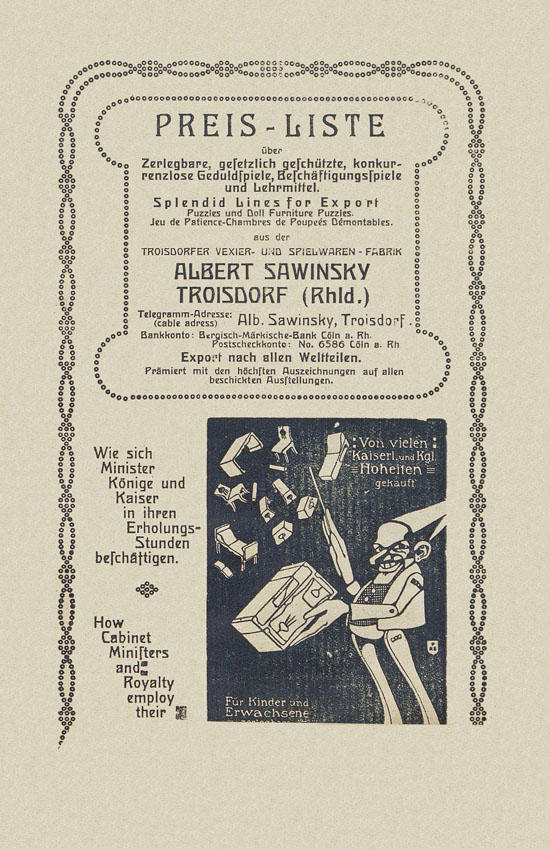 PREIS-LISTE
über
Zerlegbare, geſetzlich geſchützte, konkur-
renzlose Geduldſpiele, Beſchäftigungsſpiele
und Lehrmittel.
Splendid Lines for Export
Puzzles und Doll Furniture Puzzles.
Jeu de Patience-Chambres de Poupeés Démontables.
aus der
TROISDORFER VEXIER- UND SPIELWAREN-FABRIK
ALBERT SAWINSKY
TROISDORF (Rhld.)
Telegramm-Adresse:
(cable adress) Alb. Sawinsky, Troisdorf.
Bankkonto: Bergisch-Märkische-Bank Cöln a. Rh.
Postscheckkonto: No. 6586 Cöln a. Rh
Export nach allen Weltteilen.
Prämiert mit den höchſten Auszeichnungen auf allen
beschickten Ausſtellungen.
Wie sich
Minister
Könige und
Kaiser
in ihren
Erholungs-
Stunden
beſchäftigen.
How
Cabinet
Miniſters
and
Royalty
employ
their
Von vielen
Kaiserl. und Kgl.
Hoheiten
gekauft
Für Kinder und
Erwachsene